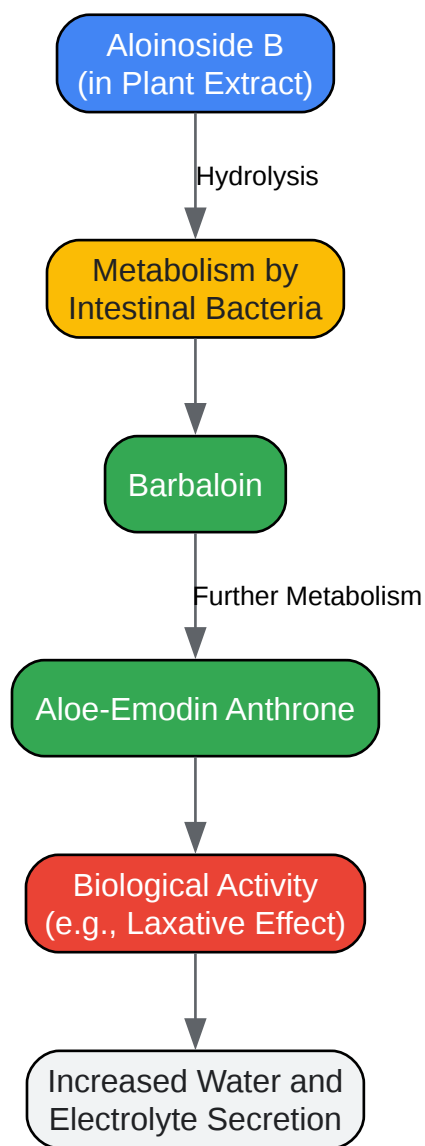 Aloinoside B
(in Plant Extract)
Hydrolysis
Metabolism by
Intestinal Bacteria
Barbaloin
Further Metabolism
Aloe-Emodin Anthrone
Biological Activity
(e.g., Laxative Effect)
Increased Water and
Electrolyte Secretion